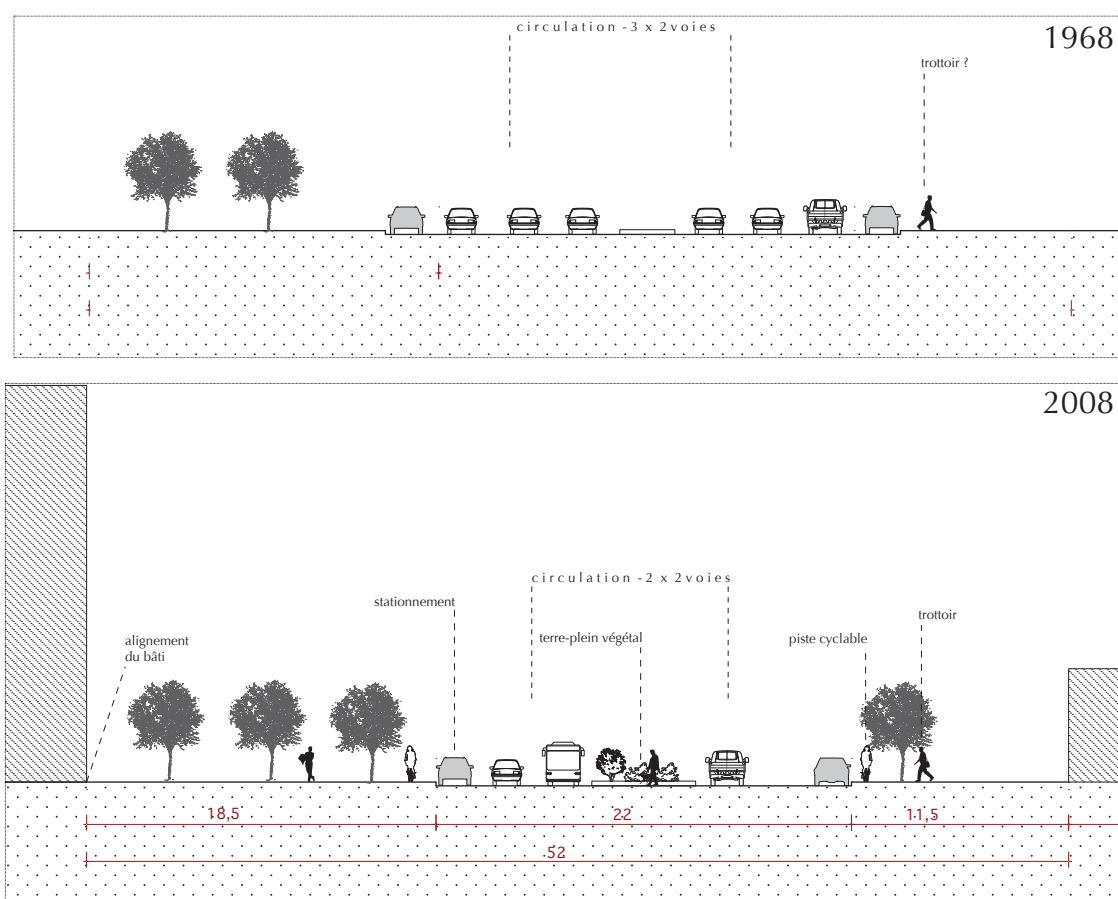 circulation - 3 x 2 voies
1968
trottoir ?
2008
circulation - 2 x 2 voies
stationnement
trottoir
terre-plein végétal
piste cyclable
alignement
du bâti
18,5
22
11,5
52